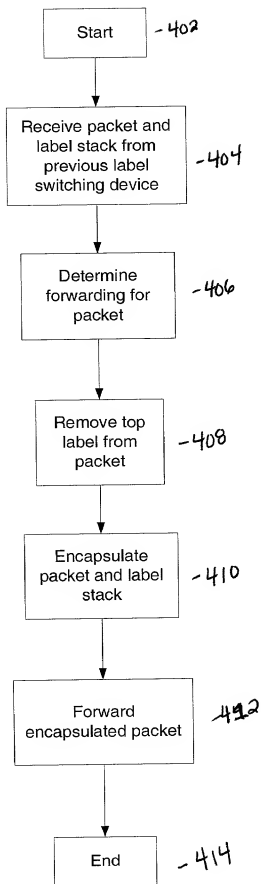 Start
-402
Receive packet and
label stack from
previous label
switching device
-404
Determine
forwarding for
packet
-406
Remove top
label from
packet
-408
Encapsulate
packet and label
stack
-410
Forward
encapsulated packet
-412
End
-414